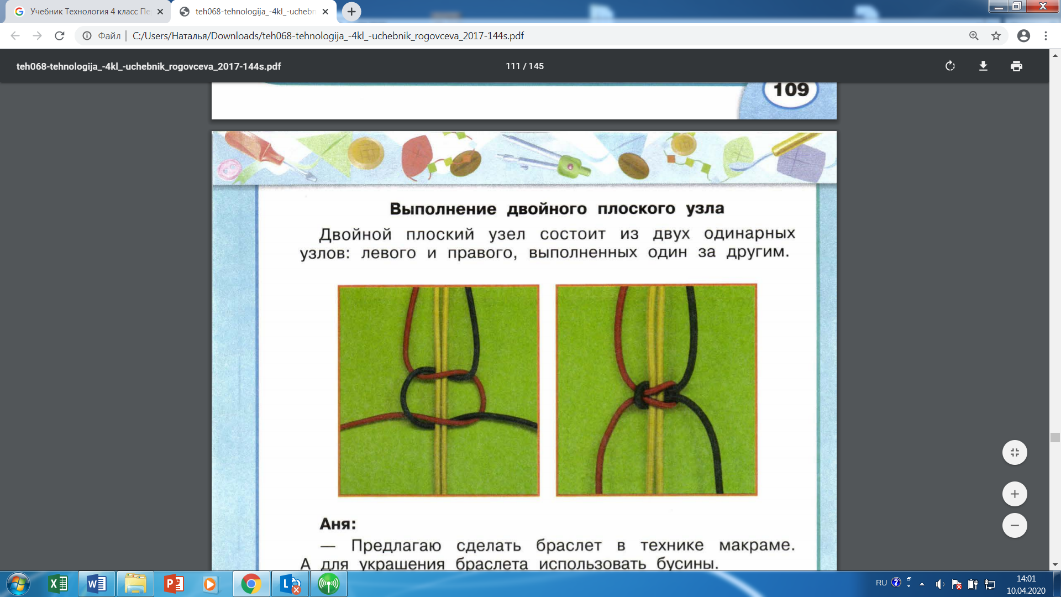 Учебник Технология 4 класс Пе
teh068-tehnologija_-4kl_-uchebn
Файл
C:/Users/Наталья/Downloads/teh068-tehnologija_-4kl_-uchebnik_rogovceva_2017-144s.pdf
teh068-tehnologija_-4kl_-uchebnik_rogovceva_2017-144s.pdf
111 / 145
109
Выполнение двойного плоского узла
Двойной плоский узел состоит из двух одинарных
узлов: левого и правого, выполненных один за другим.
Аня:
— Предлагаю сделать браслет в технике макраме.
А для украшения браслета использовать бусины.
RU
14:01
10.04.2020